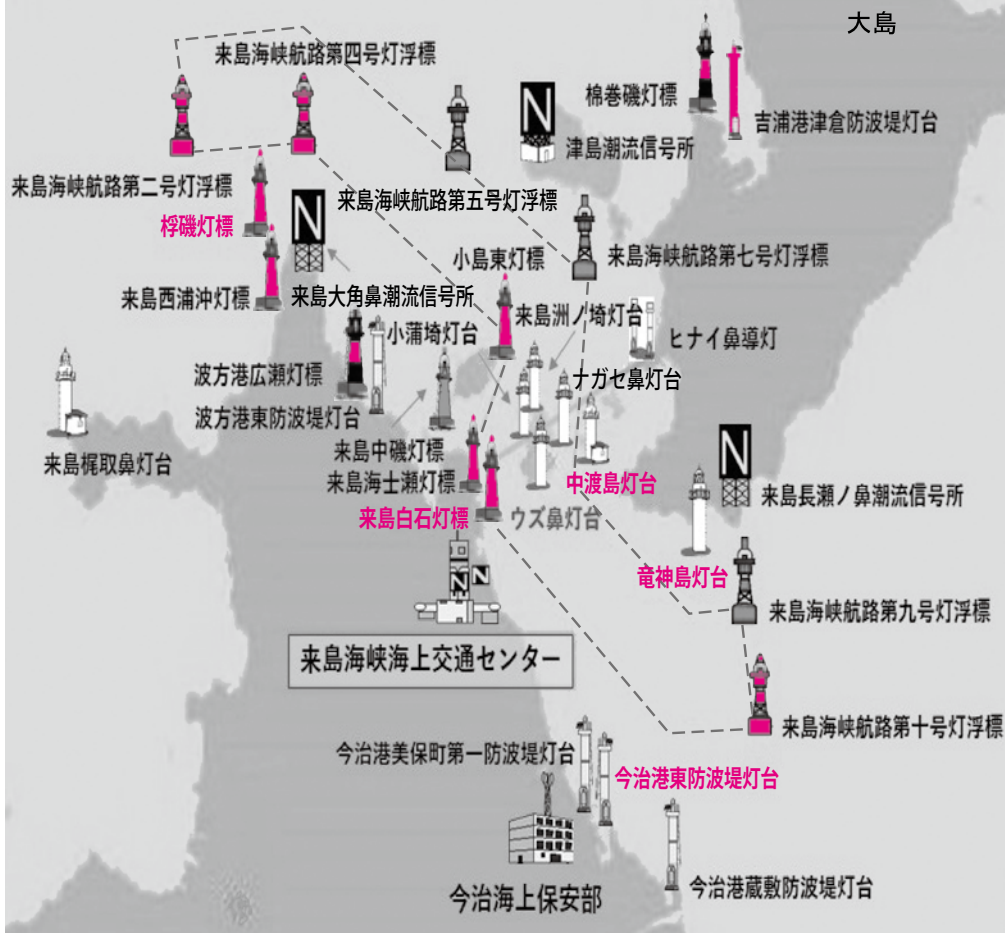 大島
来島海峡航路第四号灯浮標
棉巻磯灯標
吉浦港津倉防波堤灯台
N
津島潮流信号所
来島海峡航路第二号灯浮標
桴磯灯標
N
来島海峡航路第五号灯浮標
小島東灯標
来島海峡航路第七号灯浮標
来島西浦沖灯標
来島大角鼻潮流信号所
来島洲ノ埼灯台
小蒲埼灯台
ヒナイ鼻導灯
波方港広瀬灯標
ナガセ鼻灯台
波方港東防波堤灯台
来島梶取鼻灯台
来島中磯灯標
来島海士瀬灯標
中渡島灯台
N
来島長瀬ノ鼻潮流信号所
来島白石灯標
ウズ鼻灯台
竜神島灯台
N
N
来島海峡航路第九号灯浮標
来島海峡海上交通センター
来島海峡航路第十号灯浮標
今治港美保町第一防波堤灯台
今治港東防波堤灯台
今治港蔵敷防波堤灯台
今治海上保安部